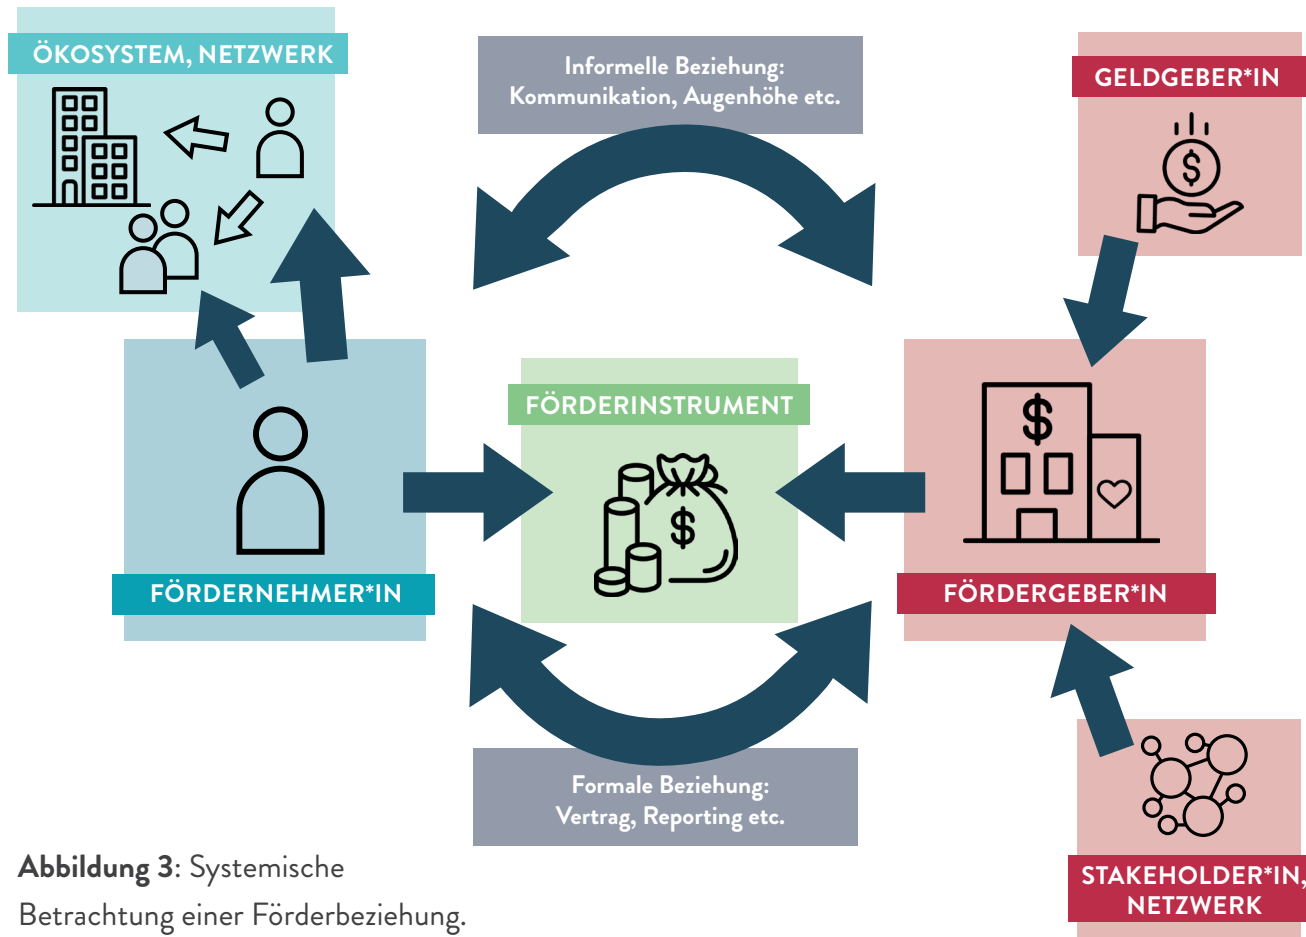 ÖKOSYSTEM, NETZWERK
Informelle Beziehung:
Kommunikation, Augenhöhe etc.
GELDGEBER*IN
$
FÖRDERINSTRUMENT
$
$
FÖRDERNEHMER*IN
FÖRDERGEBER*IN
Formale Beziehung:
Vertrag, Reporting etc.
STAKEHOLDER*IN,
NETZWERK
Abbildung 3: Systemische
Betrachtung einer Förderbeziehung.